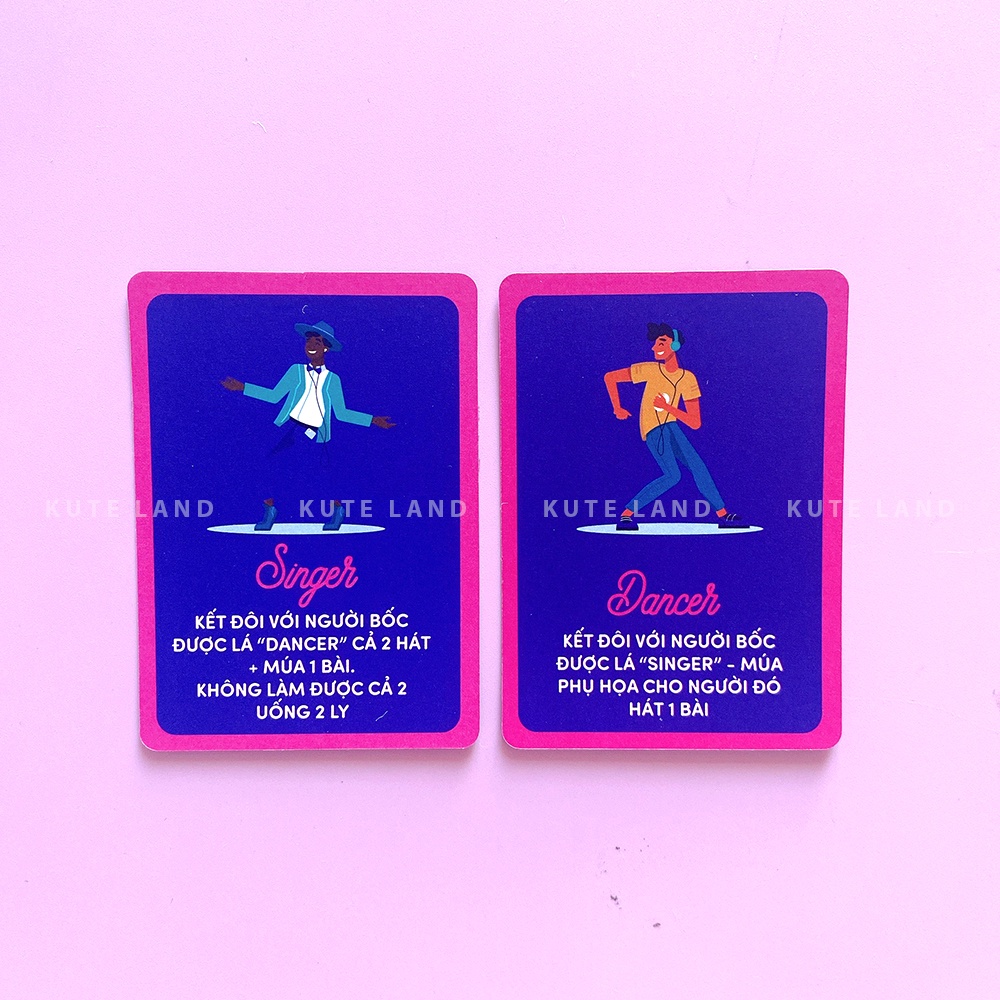 KUTE LAND KUTE LAND KUTE LAND KUTE LAND
Singer
KẾT ĐÔI VỚI NGƯỜI BỐC
ĐƯỢC LÁ “DANCER” CẢ 2 HÁT
+ MÚA 1 BÀI.
KHÔNG LÀM ĐƯỢC CẢ 2
UỐNG 2 LY
Dancer
KẾT ĐÔI VỚI NGƯỜI BỐC
ĐƯỢC LÁ “SINGER” - MÚA
PHỤ HỌA CHO NGƯỜI ĐÓ
HÁT 1 BÀI